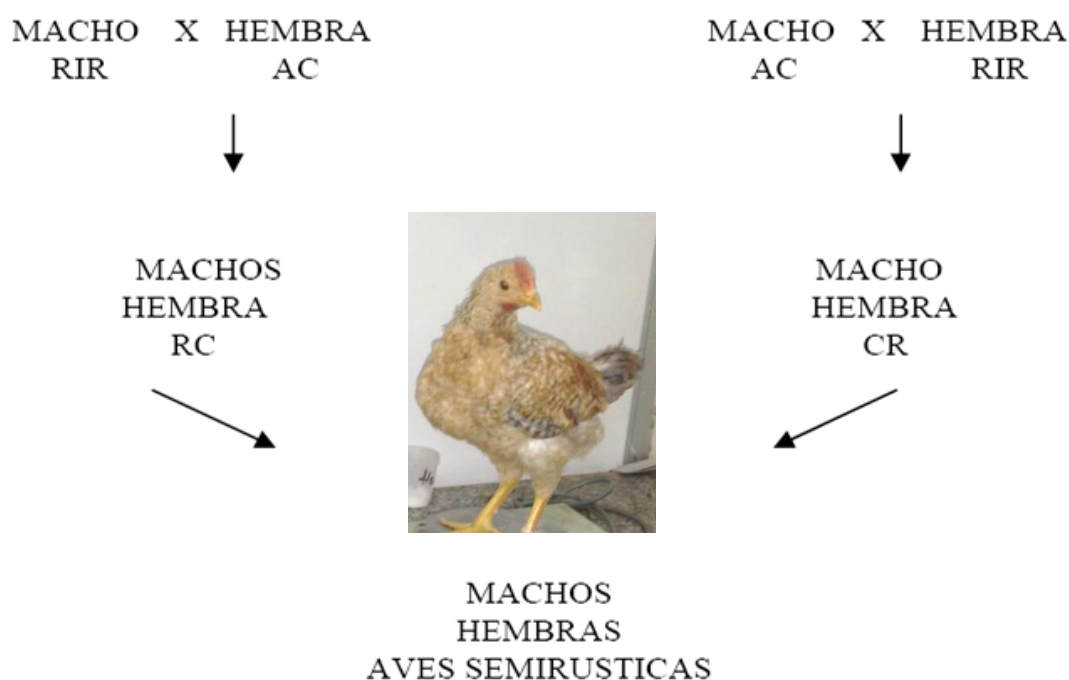 MACHO X HEMBRA
RIR AC
MACHO X HEMBRA
AC RIR
MACHOS
HEMBRA
RC
MACHO
HEMBRA
CR
MACHOS
HEMBRAS
AVES SEMIRUSTICAS